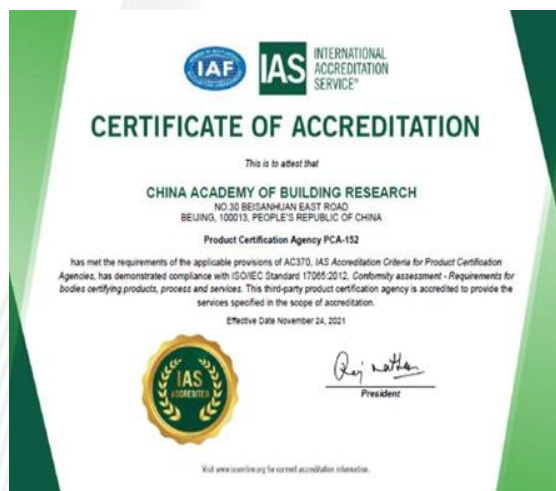 IAF
IAS
INTERNATIONAL
ACCREDITATION
SERVICE®
CERTIFICATE OF ACCREDITATION
This is to attest that
CHINA ACADEMY OF BUILDING RESEARCH
NO.30 BEISANHUAN EAST ROAD
BEIJING, 100013, PEOPLE'S REPUBLIC OF CHINA
Product Certification Agency PCA-152
has met the requirements of the applicable provisions of AC370, IAS Accreditation Criteria for Product Certification
Agencies, has demonstrated compliance with ISO/IEC Standard 17065:2012, Conformity assessment - Requirements for
bodies certifying products, process and services. This third-party product certification agency is accredited to provide the
services specified in the scope of accreditation.
Effective Date November 24, 2021
IAS
ACCREDITED
President
Visit www.iasonline.org for current accreditation information.